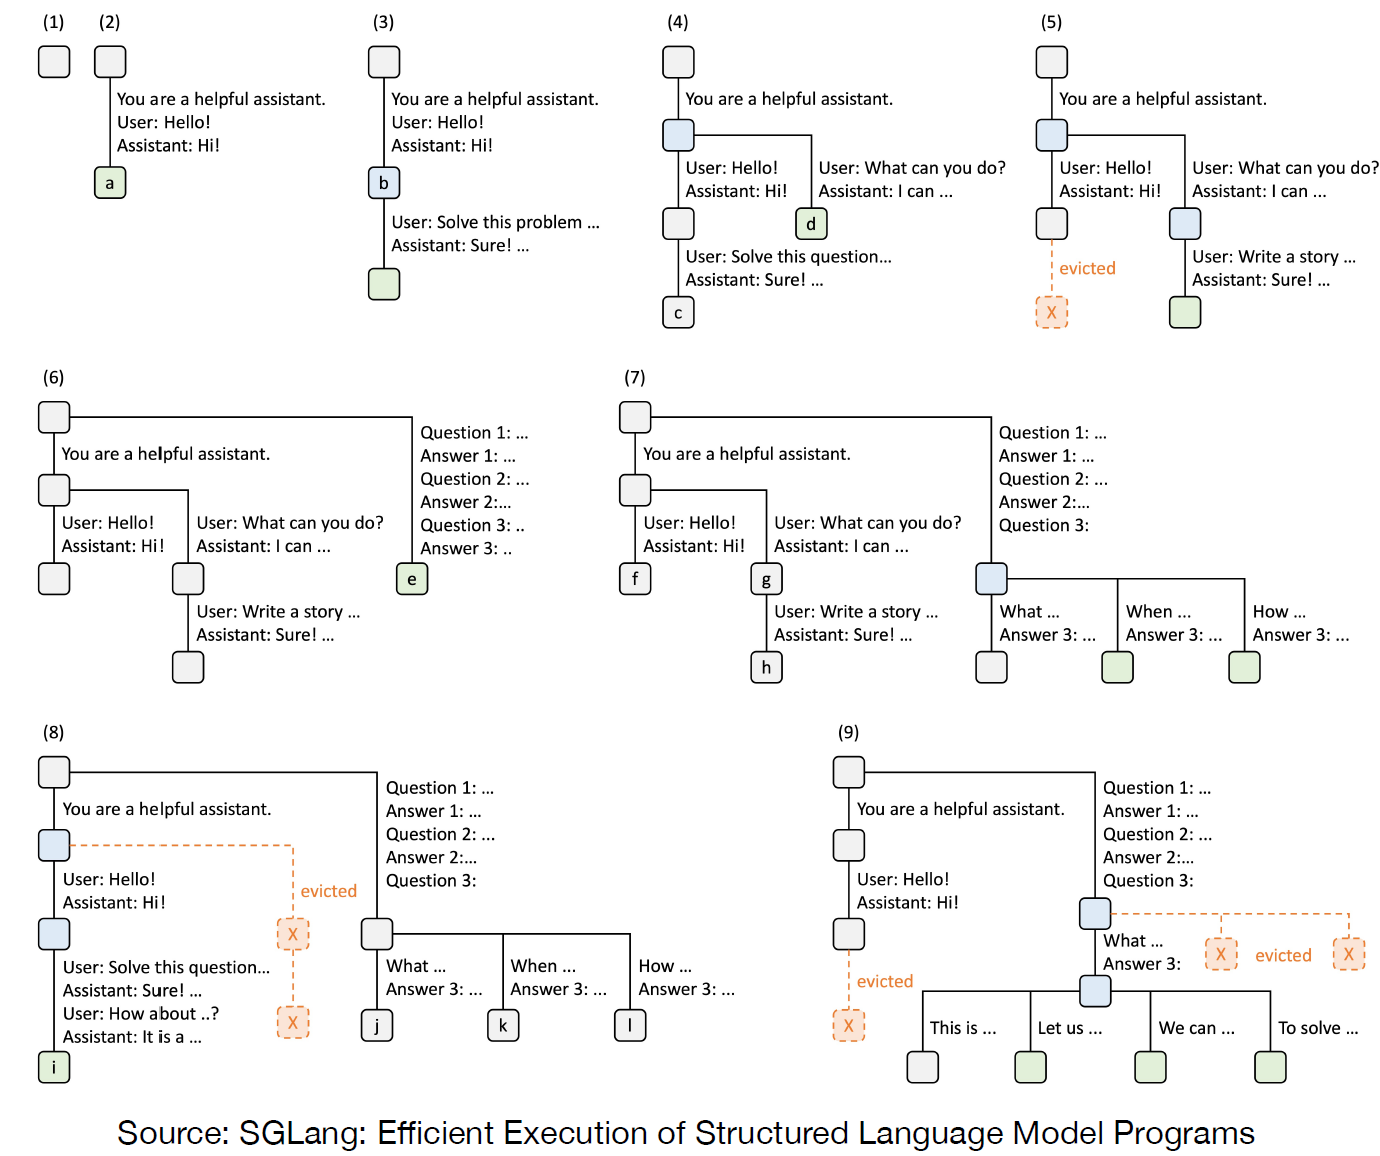 (1)
(2)
You are a helpful assistant.
User: Hello!
Assistant: Hi!
a
(3)
You are a helpful assistant.
User: Hello!
Assistant: Hi!
b
User: Solve this problem ...
Assistant: Sure! ...
(4)
You are a helpful assistant.
User: Hello!
Assistant: Hi!
User: What can you do?
Assistant: I can ...
d
User: Solve this question...
Assistant: Sure! ...
c
(5)
You are a helpful assistant.
User: Hello!
Assistant: Hi!
User: What can you do?
Assistant: I can ...
evicted
X
User: Write a story ...
Assistant: Sure! ...
(6)
You are a helpful assistant.
User: Hello!
Assistant: Hi!
User: What can you do?
Assistant: I can ...
User: Write a story ...
Assistant: Sure! ...
Question 1: ...
Answer 1: ...
Question 2: ...
Answer 2:...
Question 3: ..
Answer 3: ..
e
(7)
You are a helpful assistant.
User: Hello!
Assistant: Hi!
f
User: What can you do?
Assistant: I can ...
g
User: Write a story ...
Assistant: Sure! ...
h
Question 1: ...
Answer 1: ...
Question 2: ...
Answer 2:...
Question 3:
What ...
Answer 3: ...
When ...
Answer 3: ...
How ...
Answer 3: ...
(8)
You are a helpful assistant.
User: Hello!
Assistant: Hi!
User: Solve this question...
Assistant: Sure! ...
User: How about ..?
Assistant: It is a ...
i
evicted
X
X
Question 1: ...
Answer 1: ...
Question 2: ...
Answer 2:...
Question 3:
What ...
Answer 3: ...
j
When ...
Answer 3: ...
k
How ...
Answer 3: ...
l
(9)
You are a helpful assistant.
User: Hello!
Assistant: Hi!
evicted
X
Question 1: ...
Answer 1: ...
Question 2: ...
Answer 2:...
Question 3:
What ...
Answer 3:
X
evicted
X
This is ...
Let us ...
We can ...
To solve ...
Source: SGLang: Efficient Execution of Structured Language Model Programs